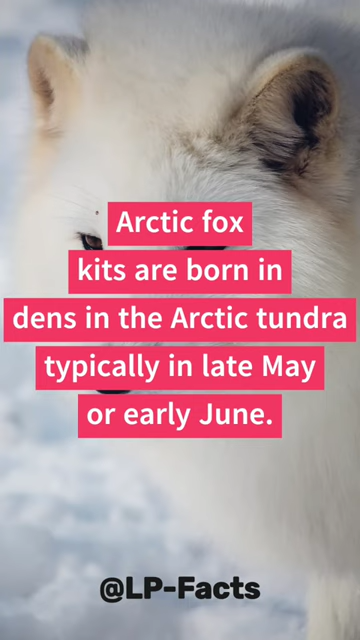 Arctic fox
kits are born in
dens in the Arctic tundra
typically in late May
or early June.
@LP-Facts